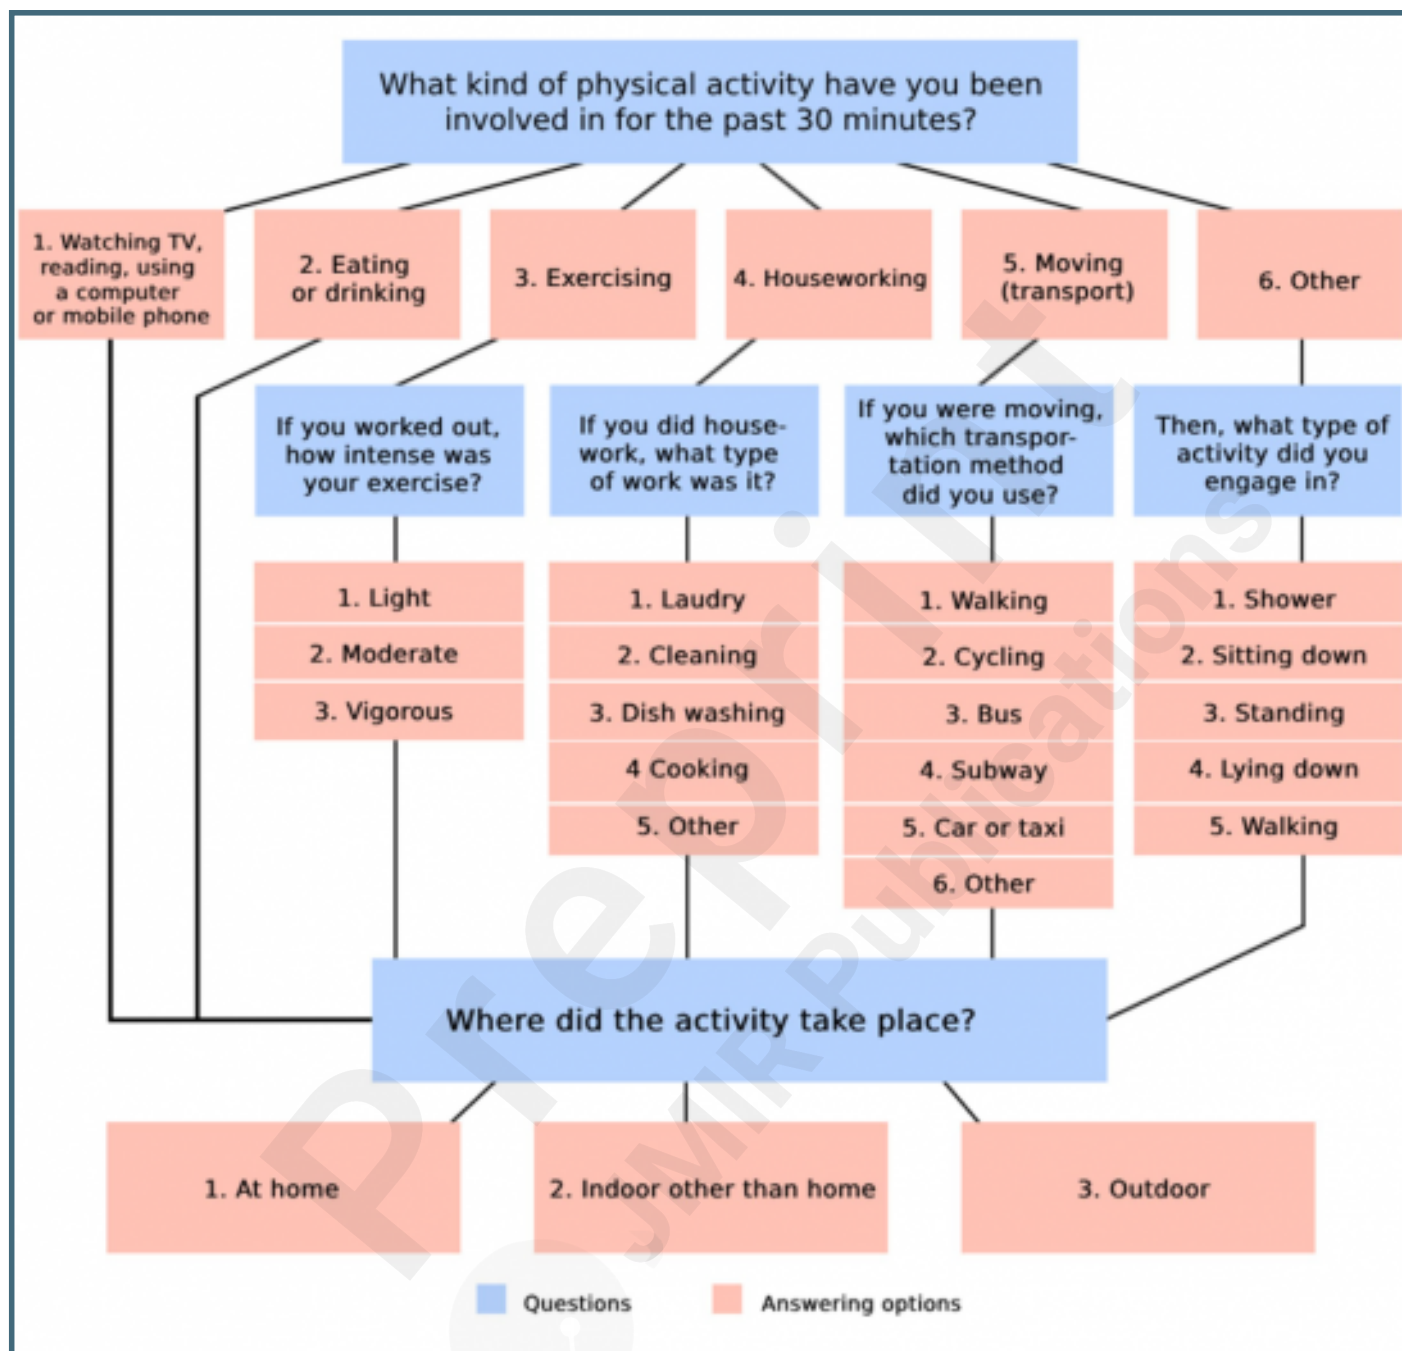 What kind of physical activity have you been
involved in for the past 30 minutes?
1. Watching TV,
reading, using
a computer
or mobile phone
2. Eating
or drinking
3. Exercising
4. Houseworking
5. Moving
(transport)
6. Other
If you worked out,
how intense was
your exercise?
If you did house-
work, what type
of work was it?
If you were moving,
which transpor-
tation method
did you use?
Then, what type of
activity did you
engage in?
1. Light
2. Moderate
3. Vigorous
1. Laudry
2. Cleaning
3. Dish washing
4 Cooking
5. Other
1. Walking
2. Cycling
3. Bus
4. Subway
5. Car or taxi
6. Other
1. Shower
2. Sitting down
3. Standing
4. Lying down
5. Walking
Where did the activity take place?
1. At home
2. Indoor other than home
3. Outdoor
Questions
Answering options
Preprint
JMIR Publications